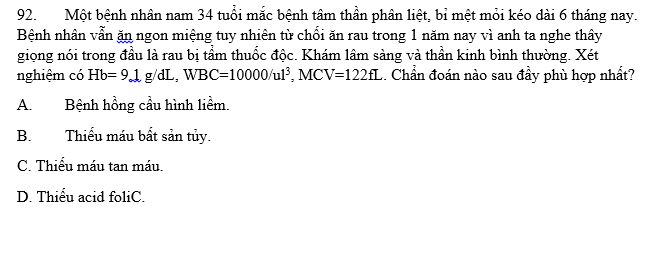 92. Một bệnh nhân nam 34 tuổi mắc bệnh tâm thần phân liệt, bị mệt mỏi kéo dài 6 tháng nay.
Bệnh nhân vẫn ăn ngon miệng tuy nhiên từ chối ăn rau trong 1 năm nay vì anh ta nghe thấy
giọng nói trong đầu là rau bị tẩm thuốc độc. Khám lâm sàng và thần kinh bình thường. Xét
nghiệm có Hb= 9,1 g/dL, WBC=10000/ul³, MCV=122fL. Chẩn đoán nào sau đây phù hợp nhất?
A. Bệnh hồng cầu hình liềm.
B. Thiếu máu bất sản tủy.
C. Thiếu máu tan máu.
D. Thiếu acid foliC.